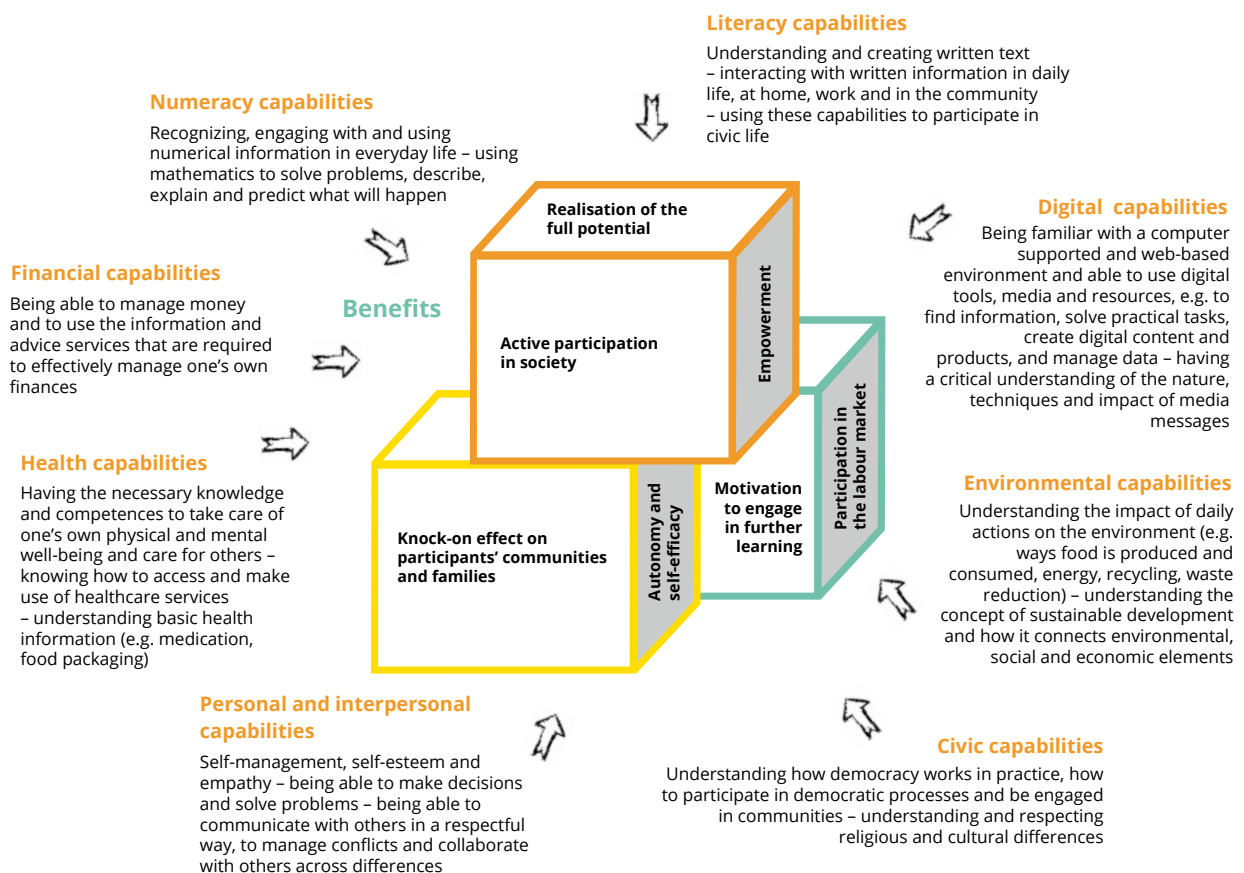 Literacy capabilities
Understanding and creating written text
– interacting with written information in daily
life, at home, work and in the community
– using these capabilities to participate in
civic life
Numeracy capabilities
Recognizing, engaging with and using
numerical information in everyday life – using
mathematics to solve problems, describe,
explain and predict what will happen
Digital capabilities
Being familiar with a computer
supported and web-based
environment and able to use digital
tools, media and resources, e.g. to
find information, solve practical tasks,
create digital content and
products, and manage data – having
a critical understanding of the nature,
techniques and impact of media
messages
Financial capabilities
Being able to manage money
and to use the information and
advice services that are required
to effectively manage one’s own
finances
Benefits
Realisation of the
full potential
Active participation
in society
Empowerment
Knock-on effect on
participants’ communities
and families
Autonomy and
self-efficacy
Motivation
to engage
in further
learning
Participation in
the labour market
Health capabilities
Having the necessary knowledge
and competences to take care of
one’s own physical and mental
well-being and care for others –
knowing how to access and make
use of healthcare services
– understanding basic health
information (e.g. medication,
food packaging)
Environmental capabilities
Understanding the impact of daily
actions on the environment (e.g.
ways food is produced and
consumed, energy, recycling, waste
reduction) – understanding the
concept of sustainable development
and how it connects environmental,
social and economic elements
Personal and interpersonal
capabilities
Self-management, self-esteem and
empathy – being able to make decisions
and solve problems – being able to
communicate with others in a respectful
way, to manage conflicts and collaborate
with others across differences
Civic capabilities
Understanding how democracy works in practice, how
to participate in democratic processes and be engaged
in communities – understanding and respecting
religious and cultural differences